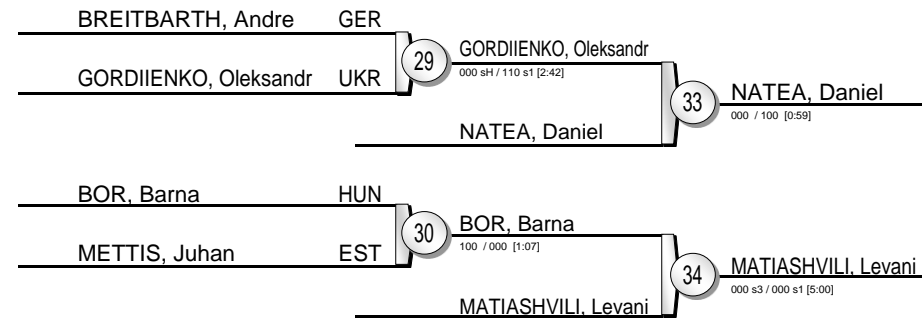 BREITBARTH, Andre GER
GORDIIENKO, Oleksandr UKR
29
GORDIIENKO, Oleksandr
000 sH / 110 s1 [2:42]
NATEA, Daniel
33
NATEA, Daniel
000 / 100 [0:59]
BOR, Barna HUN
METTIS, Juhan EST
30
BOR, Barna
100 / 000 [1:07]
MATIASHVILI, Levani
34
MATIASHVILI, Levani
000 s3 / 000 s1 [5:00]